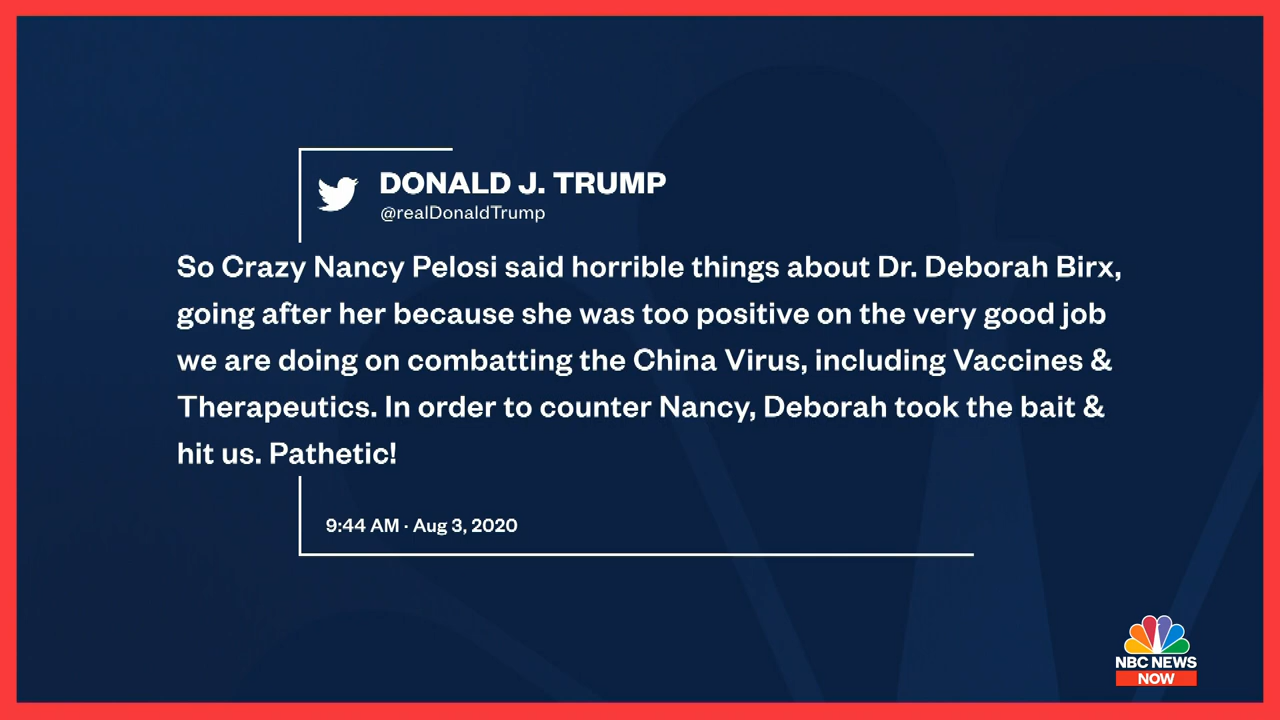 DONALD J. TRUMP
@realDonaldTrump
So Crazy Nancy Pelosi said horrible things about Dr. Deborah Birx,
going after her because she was too positive on the very good job
we are doing on combatting the China Virus, including Vaccines &
Therapeutics. In order to counter Nancy, Deborah took the bait &
hit us. Pathetic!
9:44 AM · Aug 3, 2020
NBC NEWS
NOW